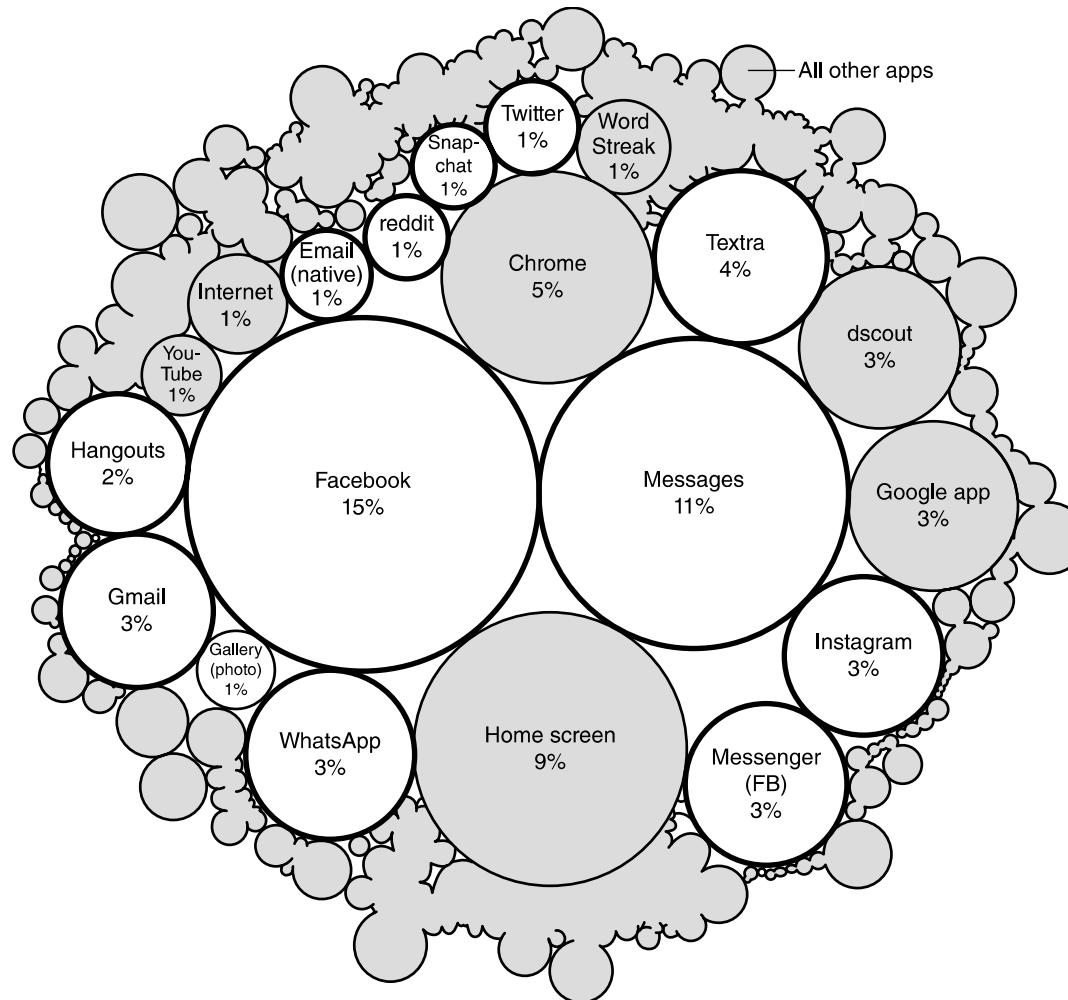 All other apps
Twitter
1%
Word
Streak
1%
Snap-
chat
1%
reddit
1%
Textra
4%
Email
(native)
1%
Chrome
5%
Internet
1%
dscout
3%
You-
Tube
1%
Hangouts
2%
Facebook
15%
Messages
11%
Google app
3%
Gmail
3%
Gallery
(photo)
1%
Instagram
3%
WhatsApp
3%
Home screen
9%
Messenger
(FB)
3%